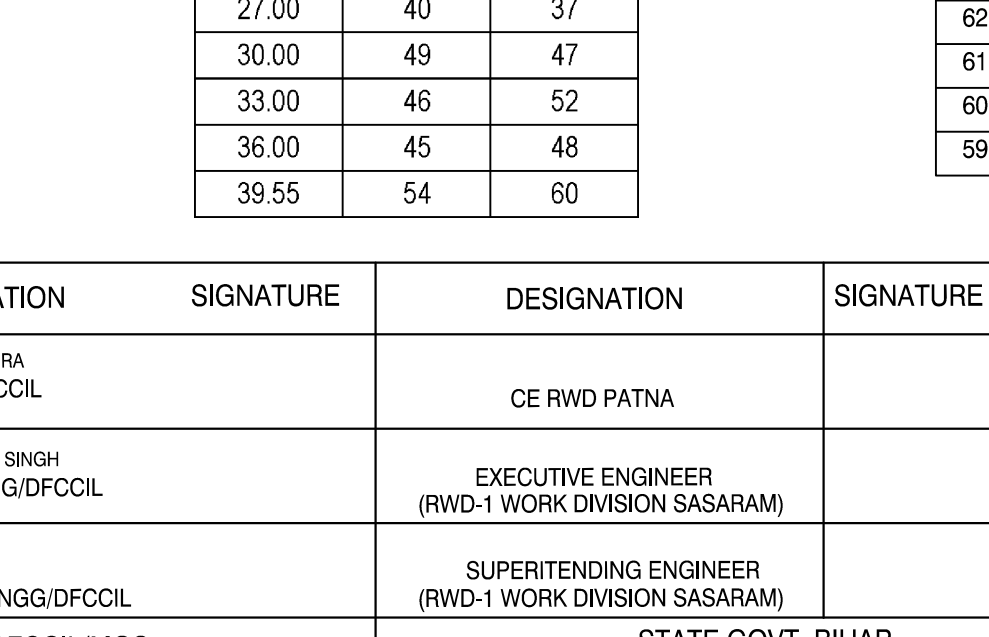 27.00 40 37
62
30.00 49 47
61
33.00 46 52
60
36.00 45 48
59
39.55 54 60
ATION SIGNATURE DESIGNATION SIGNATURE
RA
CCIL
CE RWD PATNA
SINGH
G/DFCCIL
EXECUTIVE ENGINEER
(RWD-1 WORK DIVISION SASARAM)
SUPERITENDING ENGINEER
NGG/DFCCIL
(RWD-1 WORK DIVISION SASARAM)
STATE GOVT. BIHAR